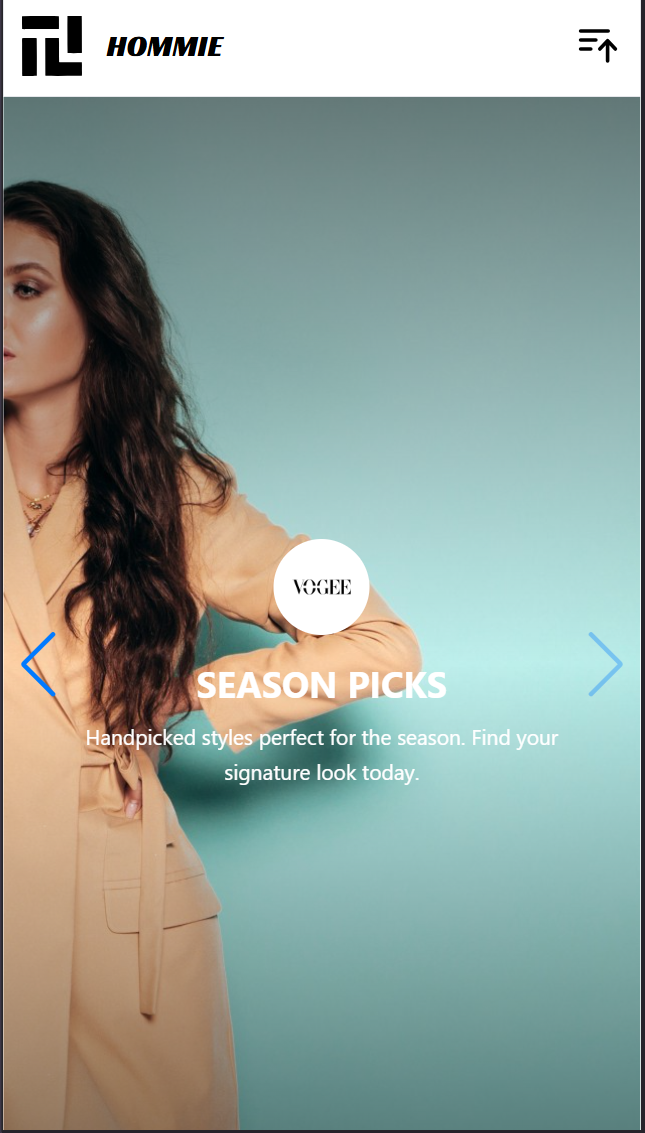 HOMMIE
VOGEE
SEASON PICKS
Handpicked styles perfect for the season. Find your
signature look today.